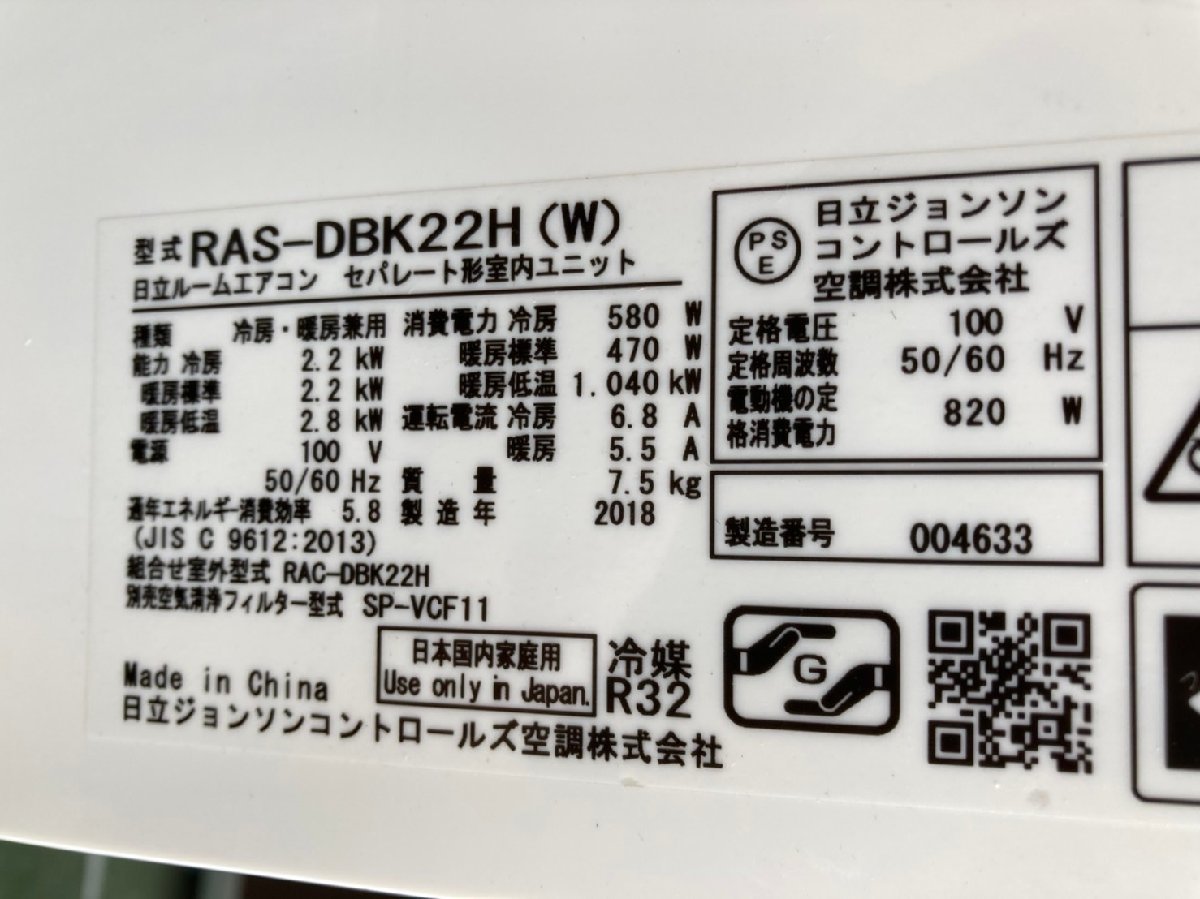 型式 RAS-DBK22H(W)
日立ルームエアコン セパレート形室内ユニット
種類 冷房・暖房兼用
能力 冷房 2.2 kW
暖房標準 2.2 kW
暖房低温 2.8 kW
電源 100 V
50/60 Hz
通年エネルギー消費効率 5.8
(JIS C 9612:2013)
組合せ室外型式 RAC-DBK22H
別売空気清浄フィルター型式 SP-VCF11
消費電力 冷房 580 W
暖房標準 470 W
暖房低温 1.040 kW
運転電流 冷房 6.8 A
暖房 5.5 A
質量 7.5 kg
製造年 2018
Made in China
日本国内家庭用
Use only in Japan.
冷媒
R32
日立ジョンソンコントロールズ空調株式会社
PS
E
日立ジョンソン
コントロールズ
空調株式会社
定格電圧 100 V
定格周波数 50/60 Hz
電動機の定
格消費電力 820 W
製造番号 004633
G